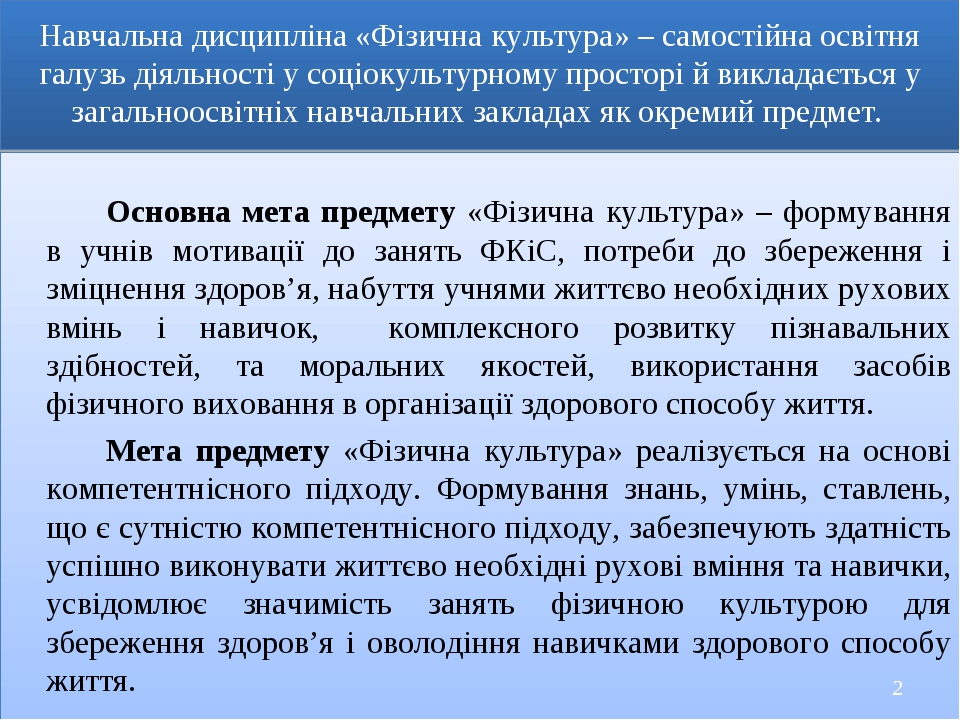 Навчальна дисципліна «Фізична культура» – самостійна освітня
галузь діяльності у соціокультурному просторі й викладається у
загальноосвітніх навчальних закладах як окремий предмет.
Основна мета предмету «Фізична культура» – формування
в учнів мотивації до занять ФКіС, потреби до збереження і
зміцнення здоров’я, набуття учнями життєво необхідних рухових
вмінь і навичок, комплексного розвитку пізнавальних
здібностей, та моральних якостей, використання засобів
фізичного виховання в організації здорового способу життя.
Мета предмету «Фізична культура» реалізується на основі
компетентнісного підходу. Формування знань, умінь, ставлень,
що є сутністю компетентнісного підходу, забезпечують здатність
успішно виконувати життєво необхідні рухові вміння та навички,
усвідомлює значимість занять фізичною культурою для
збереження здоров’я і оволодіння навичками здорового способу
життя.
2